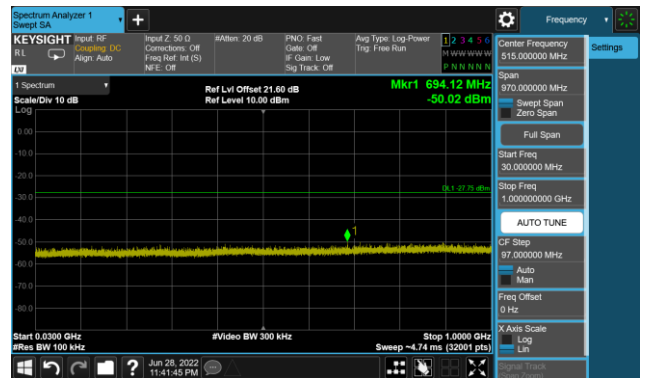 Spectrum Analyzer 1
Swept SA
Frequency
KEYSIGHT
RL
LXI
Input: RF
Coupling: DC
Align: Auto
Input Z: 50 Ω
Corrections: Off
Freq Ref: Int (S)
NFE: Off
#Atten: 20 dB
PNO: Fast
Gate: Off
IF Gain: Low
Sig Track: Off
Avg Type: Log-Power
Trig: Free Run
1 2 3 4 5 6
M W W W W W
P N N N N N
1 Spectrum
Scale/Div 10 dB
Ref Lvl Offset 21.60 dB
Ref Level 10.00 dBm
Mkr1 694.12 MHz
-50.02 dBm
Log
0.00
-10.0
-20.0
DL1 -27.75 dBm
-30.0
-40.0
1
-50.0
-60.0
-70.0
-80.0
Start 0.0300 GHz
#Res BW 100 kHz
#Video BW 300 kHz
Stop 1.0000 GHz
Sweep ~4.74 ms (32001 pts)
Jun 28, 2022
11:41:45 PM
Center Frequency
515.000000 MHz
Settings
Span
970.000000 MHz
Swept Span
Zero Span
Full Span
Start Freq
30.000000 MHz
Stop Freq
1.000000000 GHz
AUTO TUNE
CF Step
97.000000 MHz
Auto
Man
Freq Offset
0 Hz
X Axis Scale
Log
Lin
Signal Track
(Span Zoom)